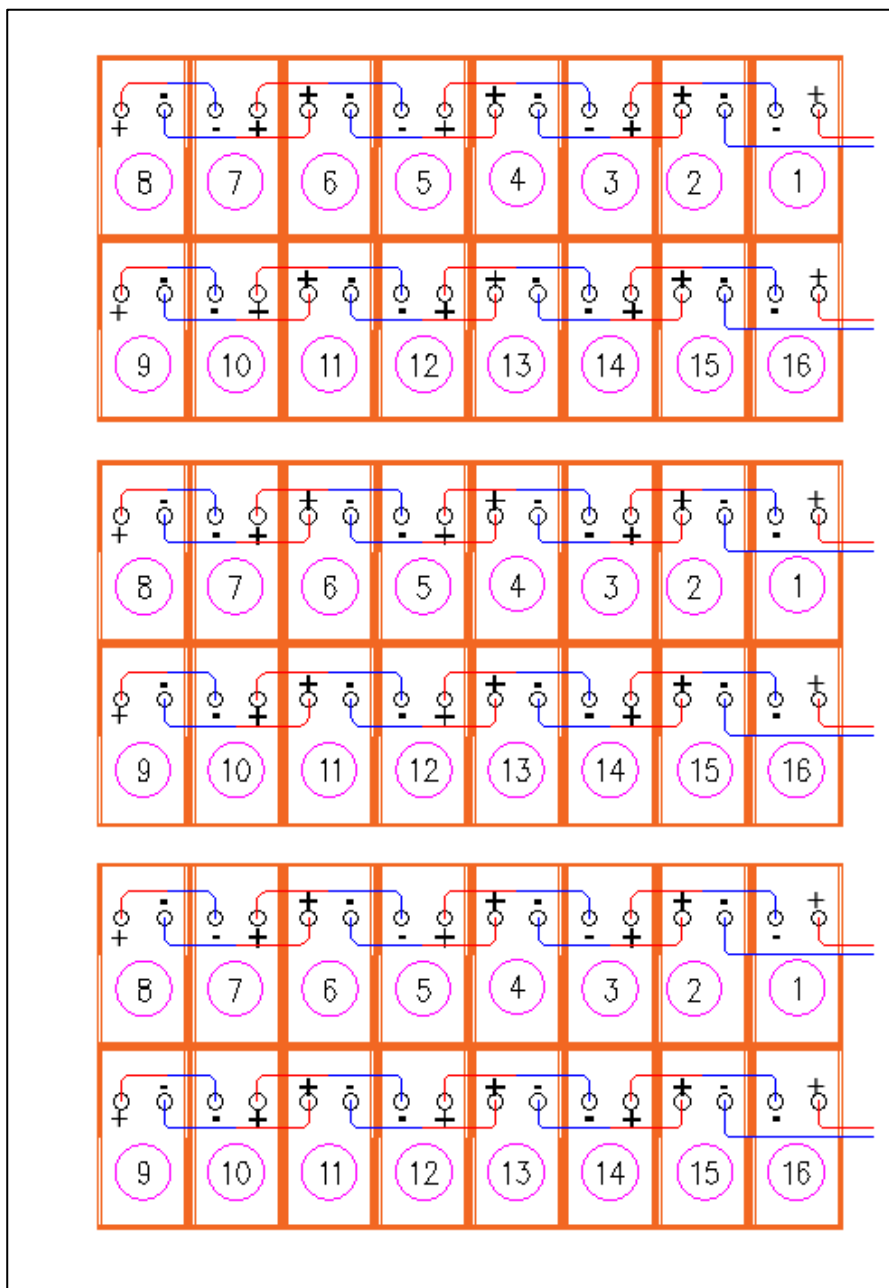 - + - + - + - +
+ - + - + - + -
8 7 6 5 4 3 2 1
- + - + - + - +
+ - + - + - + -
9 10 11 12 13 14 15 16
- + - + - + - +
+ - + - + - + -
8 7 6 5 4 3 2 1
- + - + - + - +
+ - + - + - + -
9 10 11 12 13 14 15 16
- + - + - + - +
+ - + - + - + -
8 7 6 5 4 3 2 1
- + - + - + - +
+ - + - + - + -
9 10 11 12 13 14 15 16